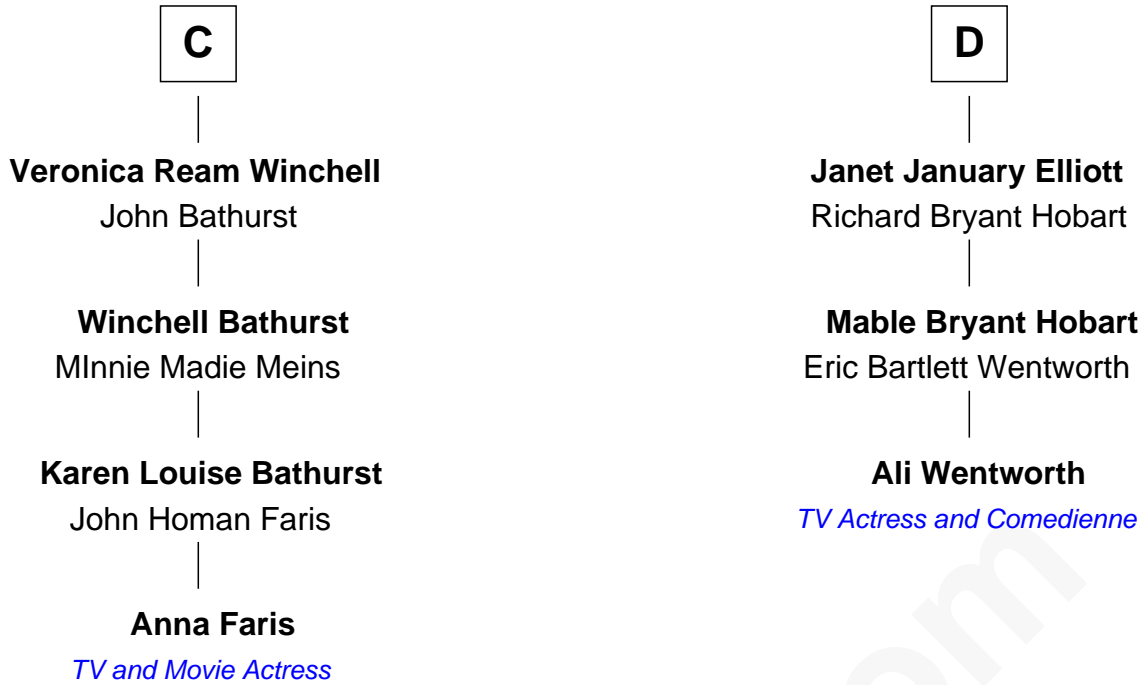 C
Veronica Ream Winchell
John Bathurst
Winchell Bathurst
MInnie Madie Meins
Karen Louise Bathurst
John Homan Faris
Anna Faris
TV and Movie Actress
D
Janet January Elliott
Richard Bryant Hobart
Mable Bryant Hobart
Eric Bartlett Wentworth
Ali Wentworth
TV Actress and Comedienne
om